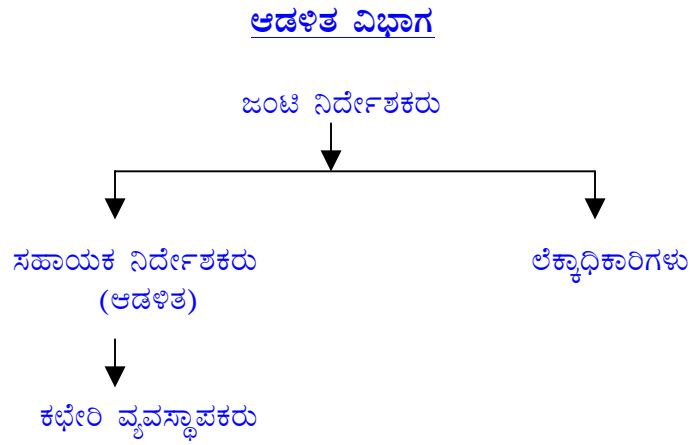 ಆಡಳಿತ ವಿಭಾಗ
ಜಂಟಿ ನಿರ್ದೇಶಕರು
ಸಹಾಯಕ ನಿರ್ದೇಶಕರು
(ಆಡಳಿತ)
ಲೆಕ್ಕಾಧಿಕಾರಿಗಳು
ಕಛೇರಿ ವ್ಯವಸ್ಥಾಪಕರು